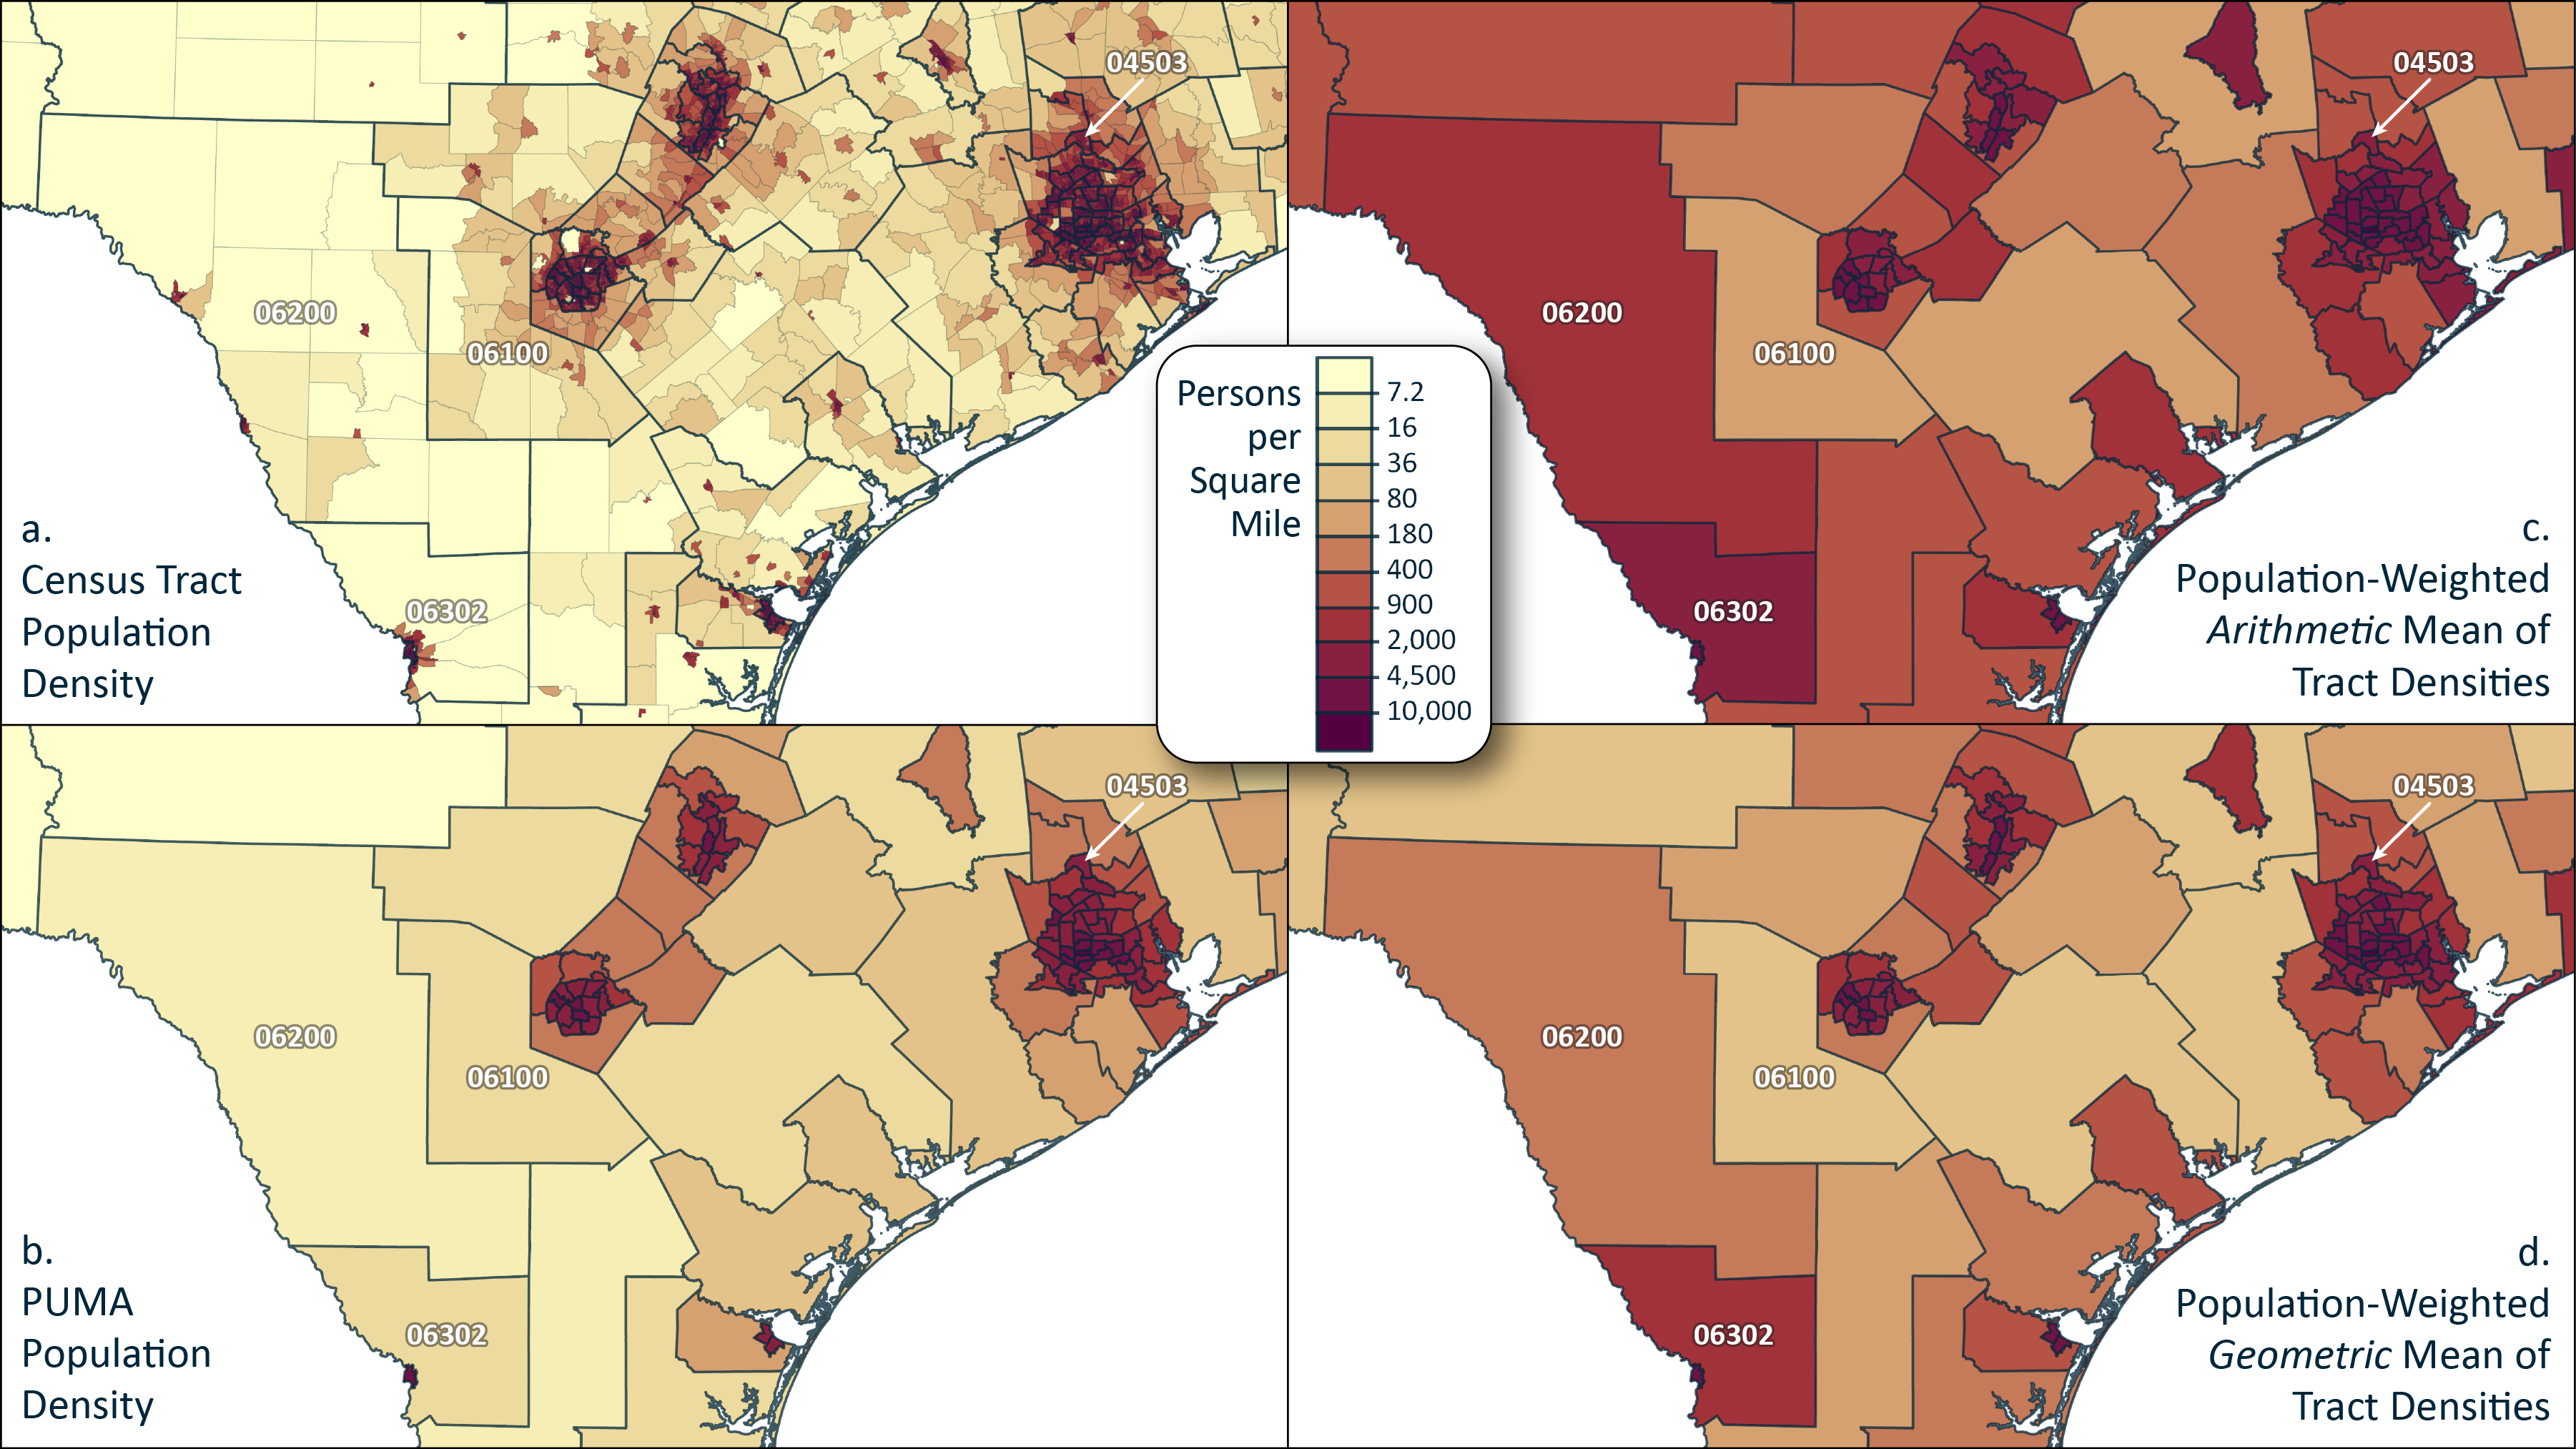 04503
06200
06100
06302
a.
Census Tract
Population
Density
04503
06200
06100
06302
c.
Population-Weighted
Arithmetic Mean of
Tract Densities
Persons
per
Square
Mile
7.2
16
36
80
180
400
900
2,000
4,500
10,000
04503
06200
06100
06302
b.
PUMA
Population
Density
04503
06200
06100
06302
d.
Population-Weighted
Geometric Mean of
Tract Densities